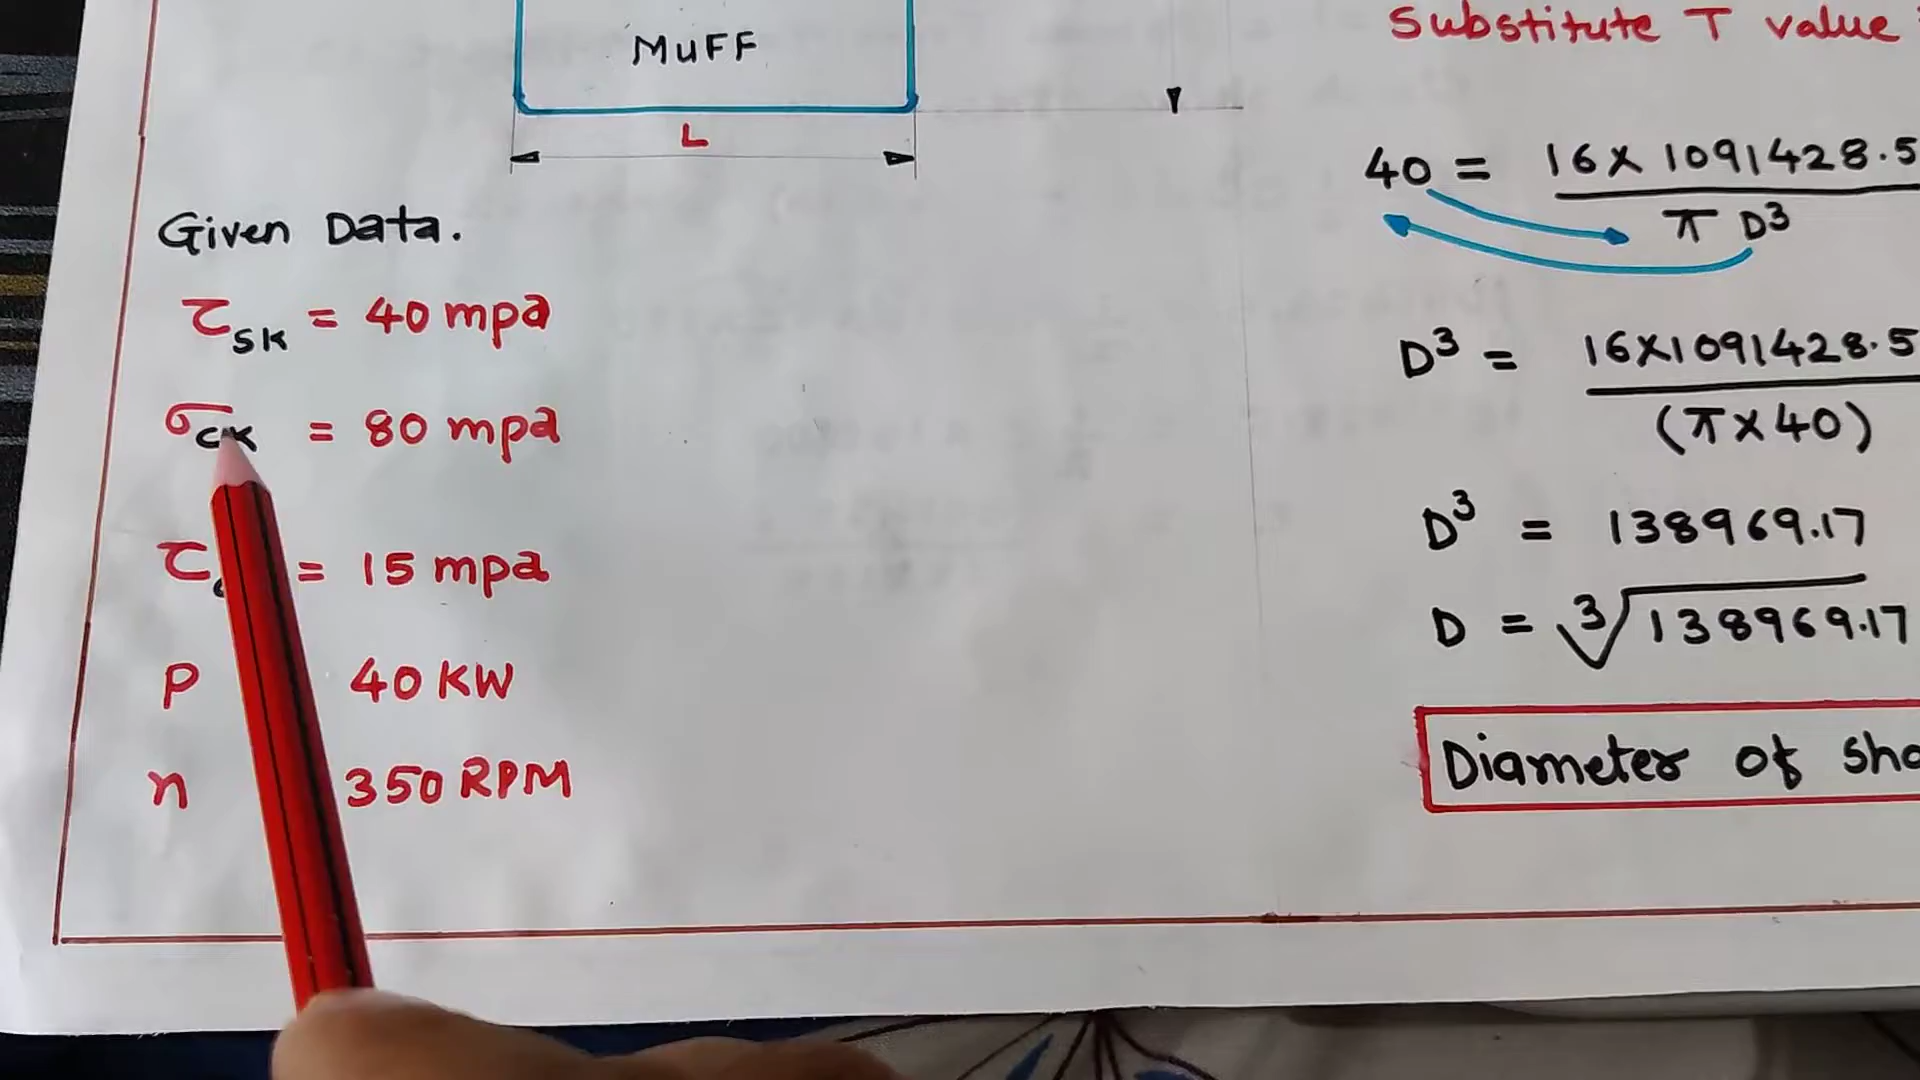 MUFF
L
Given Data.
τSK = 40 mpa
σCK = 80 mpa
τ = 15 mpa
P 40 KW
n 350 RPM
Substitute T value
40 = 16 x 1091428.5
π D³
D³ = 16x1091428.5
(π x 40)
D³ = 138969.17
D = ³√138969.17
Diameter of